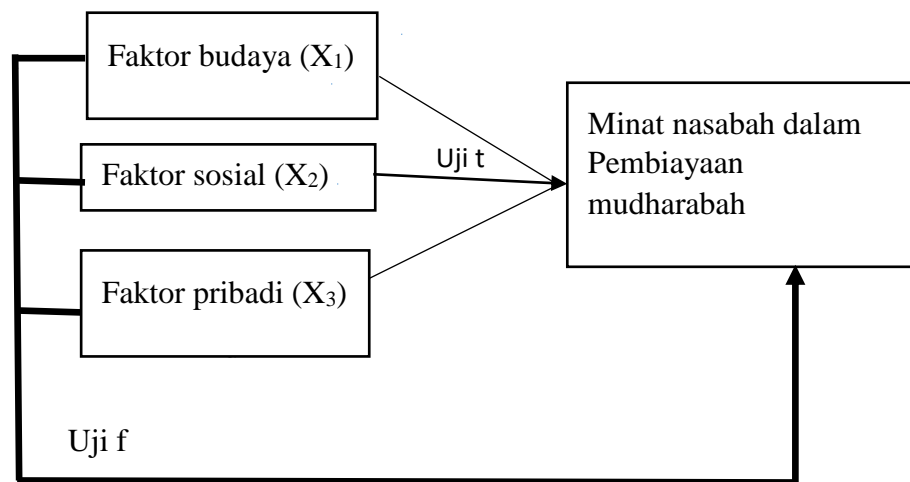 Faktor budaya (X₁)
Minat nasabah dalam
Pembiayaan
mudharabah
Uji t
Faktor sosial (X₂)
Faktor pribadi (X₃)
Uji f